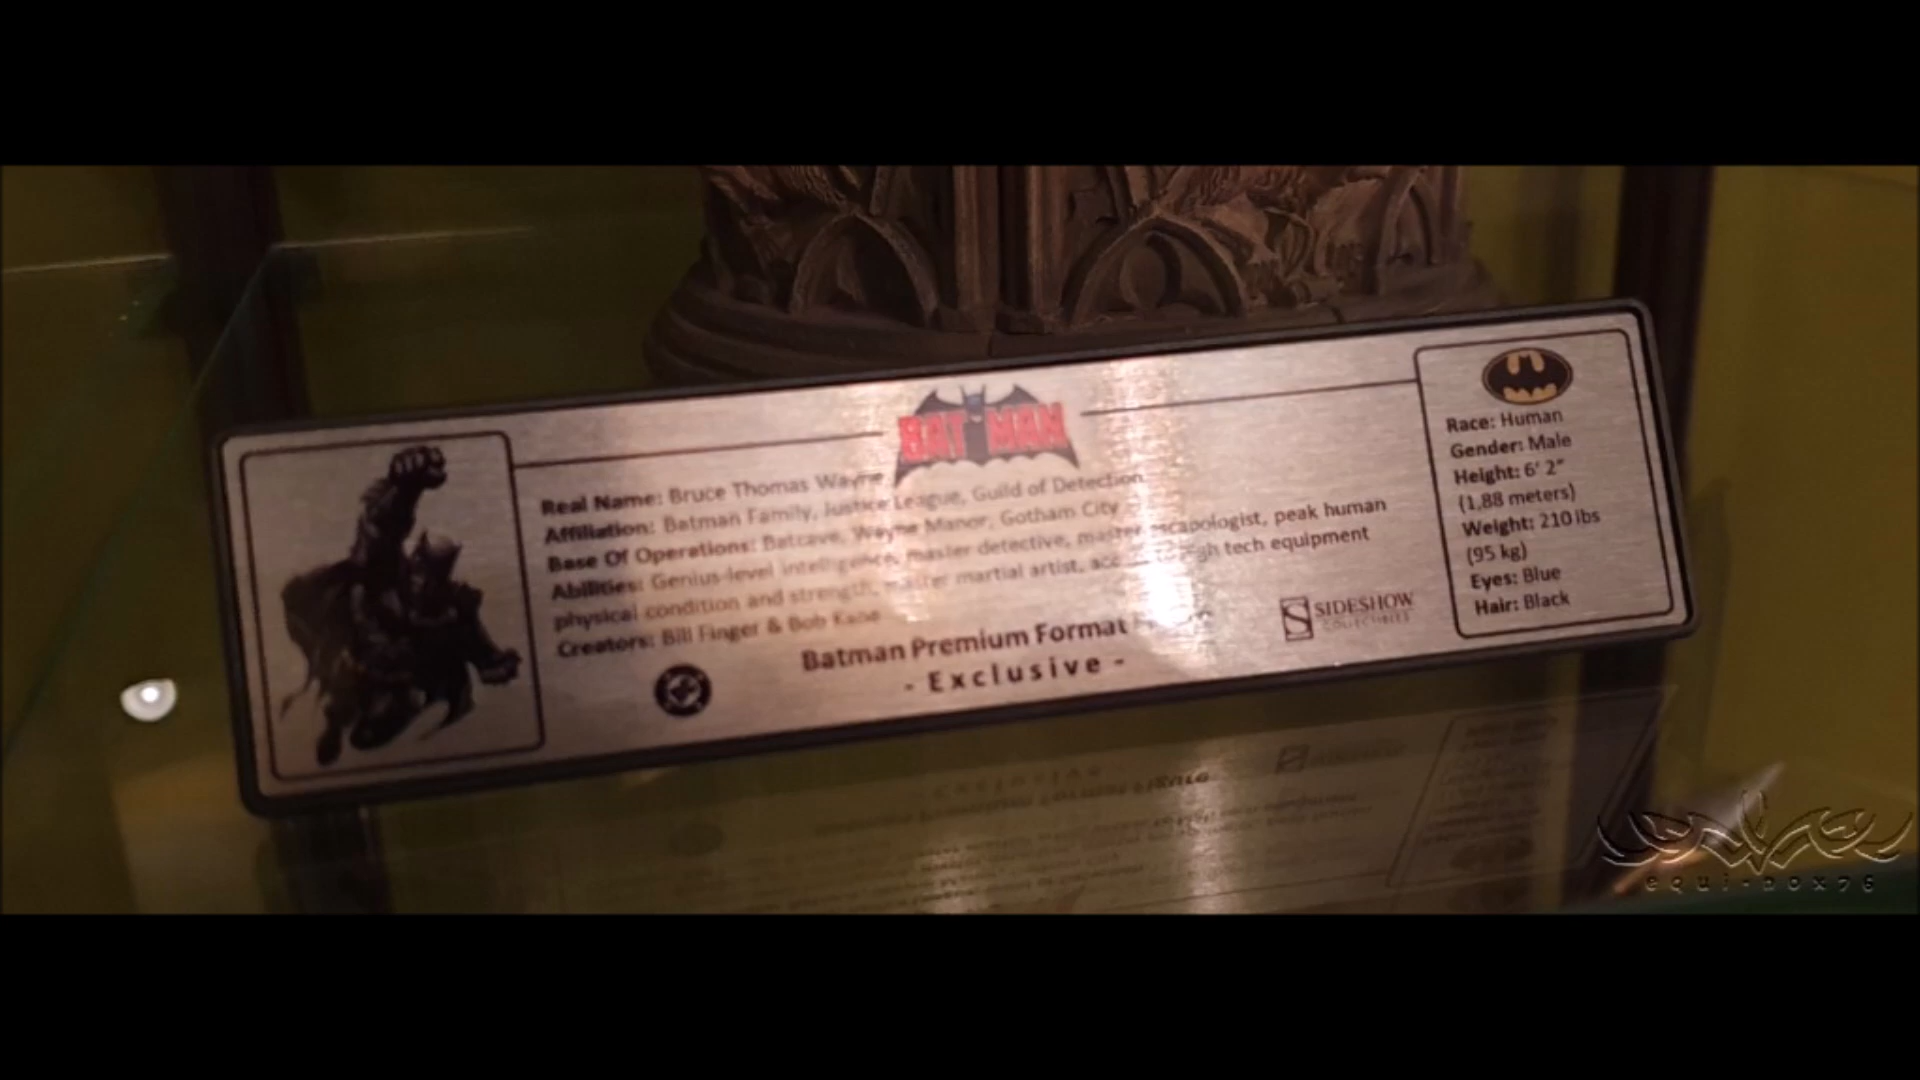 BATMAN
Real Name: Bruce Thomas Wayne
Affiliation: Batman Family, Justice League, Guild of Detection
Base Of Operations: Batcave, Wayne Manor, Gotham City
Abilities: Genius-level intelligence, master detective, master escapologist, peak human
physical condition and strength, master martial artist, high tech equipment
Creators: Bill Finger & Bob Kane
Batman Premium Format
- Exclusive -
SIDESHOW
COLLECTIBLES
Race: Human
Gender: Male
Height: 6' 2"
(1,88 meters)
Weight: 210 lbs
(95 kg)
Eyes: Blue
Hair: Black
equi-nox76